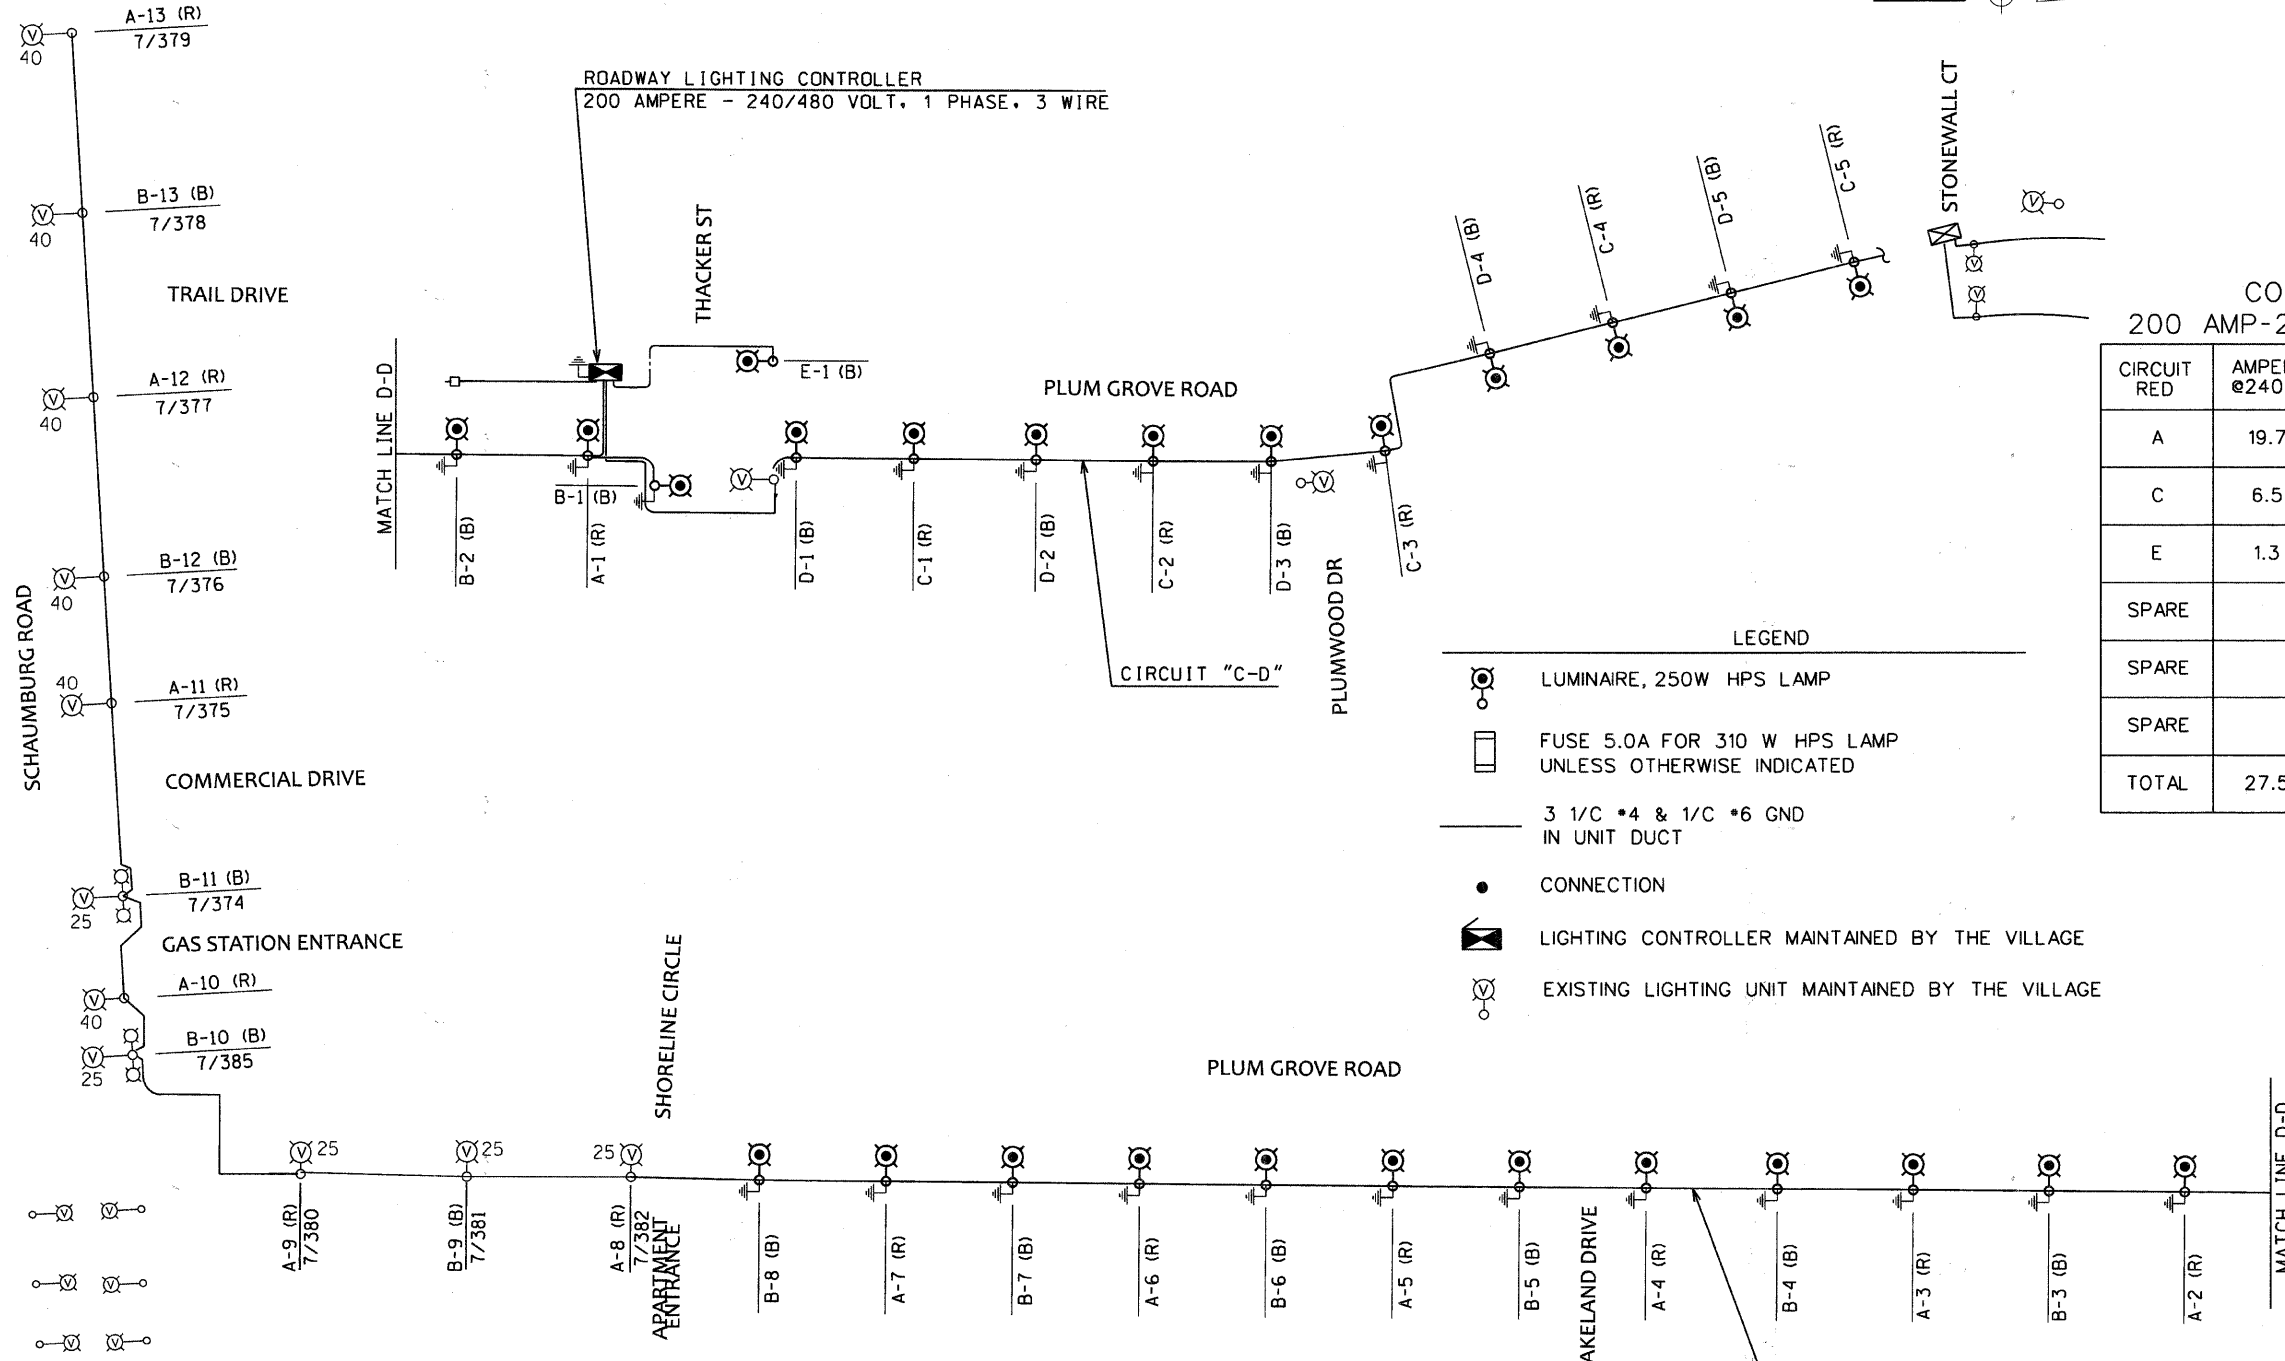 A-13 (R)
7/379
40
B-13 (B)
7/378
40
TRAIL DRIVE
A-12 (R)
7/377
40
B-12 (B)
7/376
40
SCHAUMBURG ROAD
A-11 (R)
7/375
40
COMMERCIAL DRIVE
B-11 (B)
7/374
25
GAS STATION ENTRANCE
A-10 (R)
40
B-10 (B)
7/385
25
ROADWAY LIGHTING CONTROLLER
200 AMPERE - 240/480 VOLT, 1 PHASE, 3 WIRE
THACKER ST
MATCH LINE D-D
E-1 (B)
B-1 (B)
B-2 (B)
A-1 (R)
D-1 (B)
C-1 (R)
D-2 (B)
C-2 (R)
D-3 (B)
C-3 (R)
PLUM GROVE ROAD
CIRCUIT "C-D"
PLUMWOOD DR
D-4 (B)
C-4 (R)
D-5 (B)
C-5 (R)
STONEWALL CT
V
CO
200 AMP-2
CIRCUIT RED
AMPE
@240
A
19.7
C
6.5
E
1.3
SPARE
SPARE
SPARE
TOTAL
27.5
LEGEND
LUMINAIRE, 250W HPS LAMP
FUSE 5.0A FOR 310 W HPS LAMP
UNLESS OTHERWISE INDICATED
3 1/C #4 & 1/C #6 GND
IN UNIT DUCT
CONNECTION
LIGHTING CONTROLLER MAINTAINED BY THE VILLAGE
EXISTING LIGHTING UNIT MAINTAINED BY THE VILLAGE
PLUM GROVE ROAD
SHORELINE CIRCLE
25
A-9 (R)
7/380
25
B-9 (B)
7/381
25
A-8 (R)
7/382
APARTMENT
ENTRANCE
B-8 (B)
A-7 (R)
B-7 (B)
A-6 (R)
B-6 (B)
A-5 (R)
B-5 (B)
AKELAND DRIVE
A-4 (R)
B-4 (B)
A-3 (R)
B-3 (B)
A-2 (R)
MATCH LINE D-D